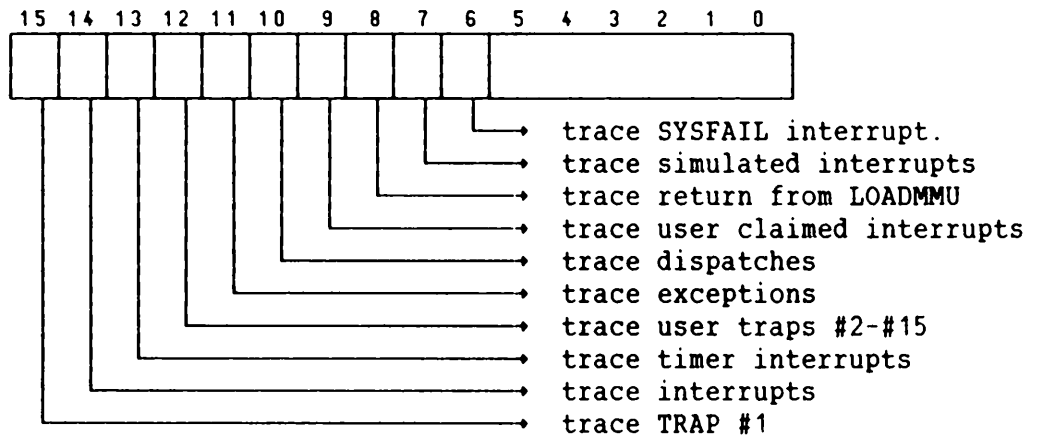 15 14 13 12 11 10 9 8 7 6 5 4 3 2 1 0
trace SYSFAIL interrupt.
trace simulated interrupts
trace return from LOADMMU
trace user claimed interrupts
trace dispatches
trace exceptions
trace user traps #2-#15
trace timer interrupts
trace interrupts
trace TRAP #1